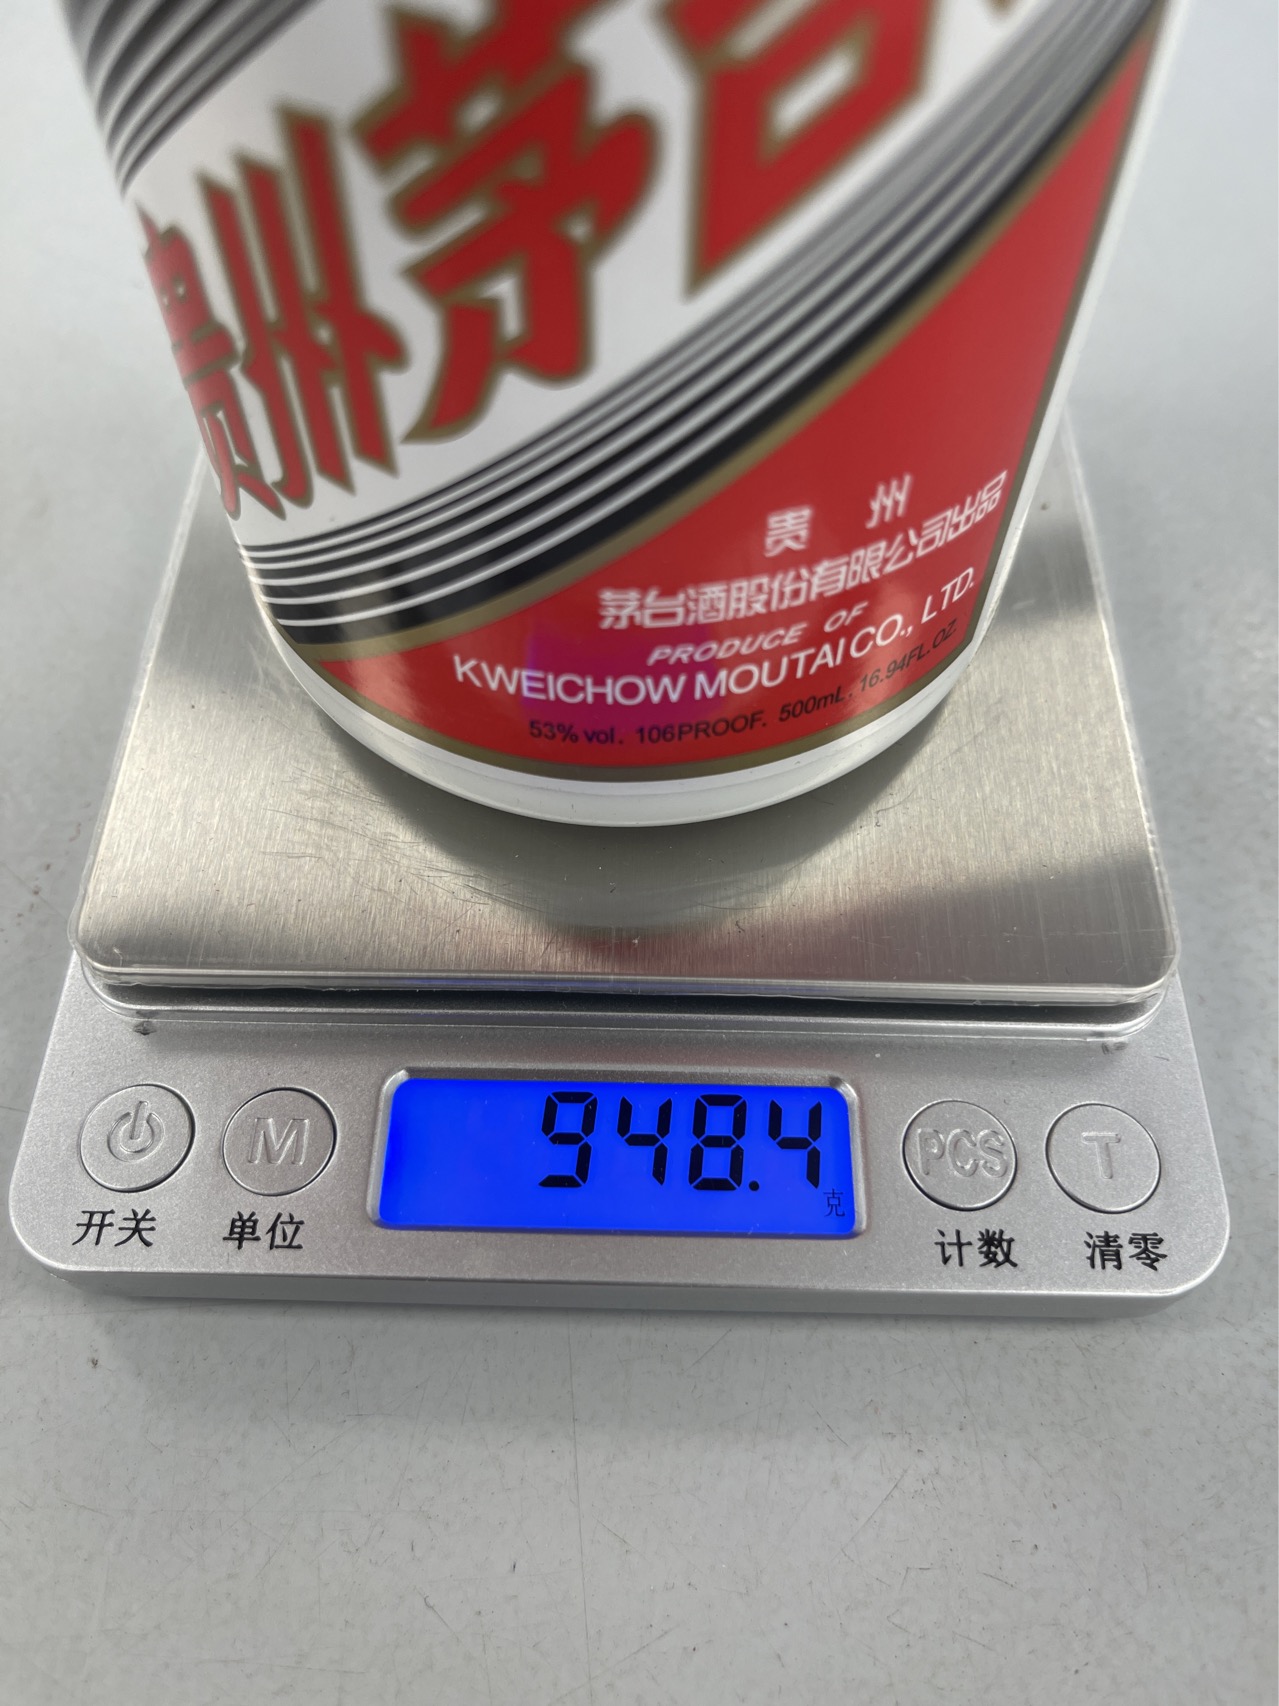 贵州茅台
贵 州
茅台酒股份有限公司出品
PRODUCE OF
KWEICHOW MOUTAI CO., LTD.
53% vol. 106PROOF. 500mL. 16.94FL.OZ
948.4
克
M
PCS
T
开关
单位
计数
清零